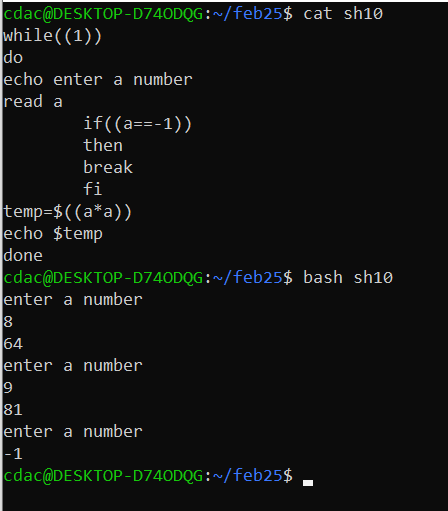 cdac@DESKTOP-D74ODQG:~/feb25$ cat sh10
while((1))
do
echo enter a number
read a
        if((a==-1))
        then
        break
        fi
temp=$((a*a))
echo $temp
done
cdac@DESKTOP-D74ODQG:~/feb25$ bash sh10
enter a number
8
64
enter a number
9
81
enter a number
-1
cdac@DESKTOP-D74ODQG:~/feb25$